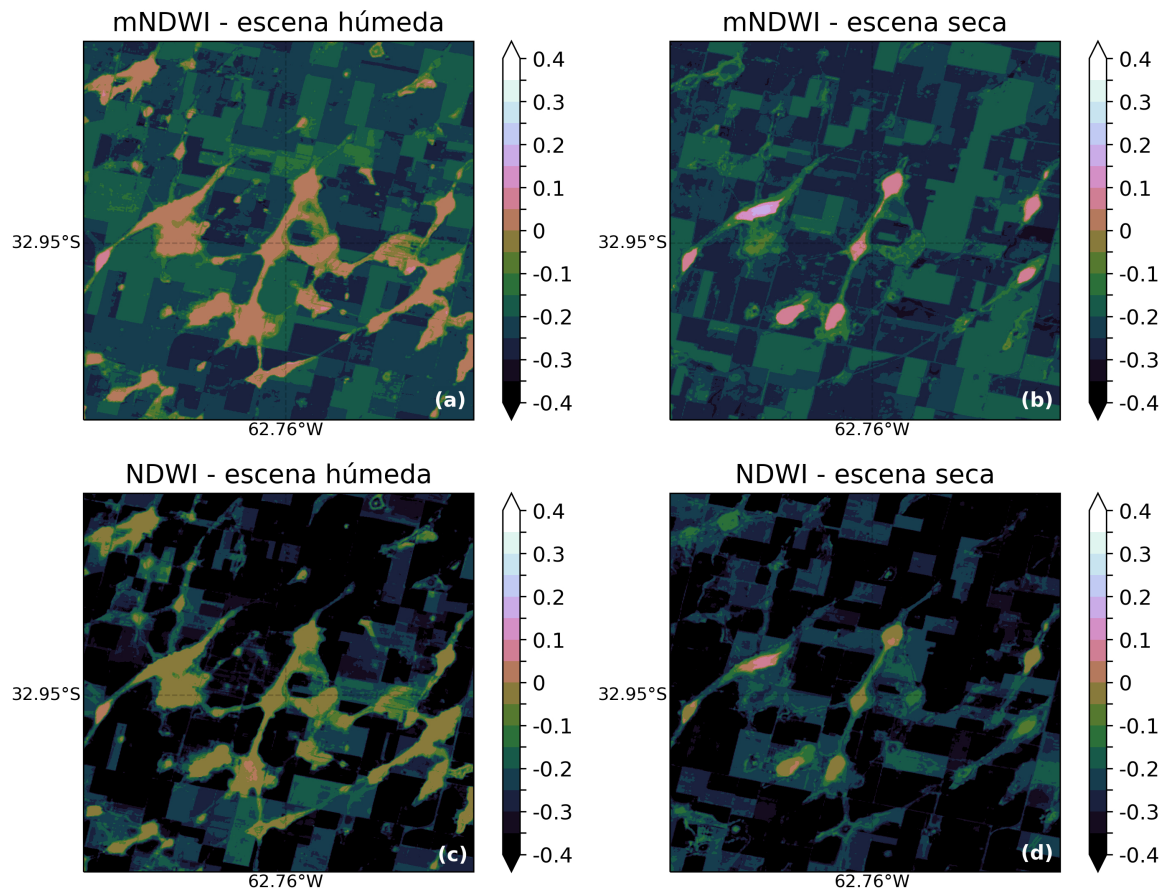 mNDWI - escena húmeda
mNDWI - escena seca
0.4
0.3
0.2
0.1
0
-0.1
-0.2
-0.3
-0.4
32.95°S
62.76°W
(a)
0.4
0.3
0.2
0.1
0
-0.1
-0.2
-0.3
-0.4
32.95°S
62.76°W
(b)
NDWI - escena húmeda
NDWI - escena seca
0.4
0.3
0.2
0.1
0
-0.1
-0.2
-0.3
-0.4
32.95°S
62.76°W
(c)
0.4
0.3
0.2
0.1
0
-0.1
-0.2
-0.3
-0.4
32.95°S
62.76°W
(d)